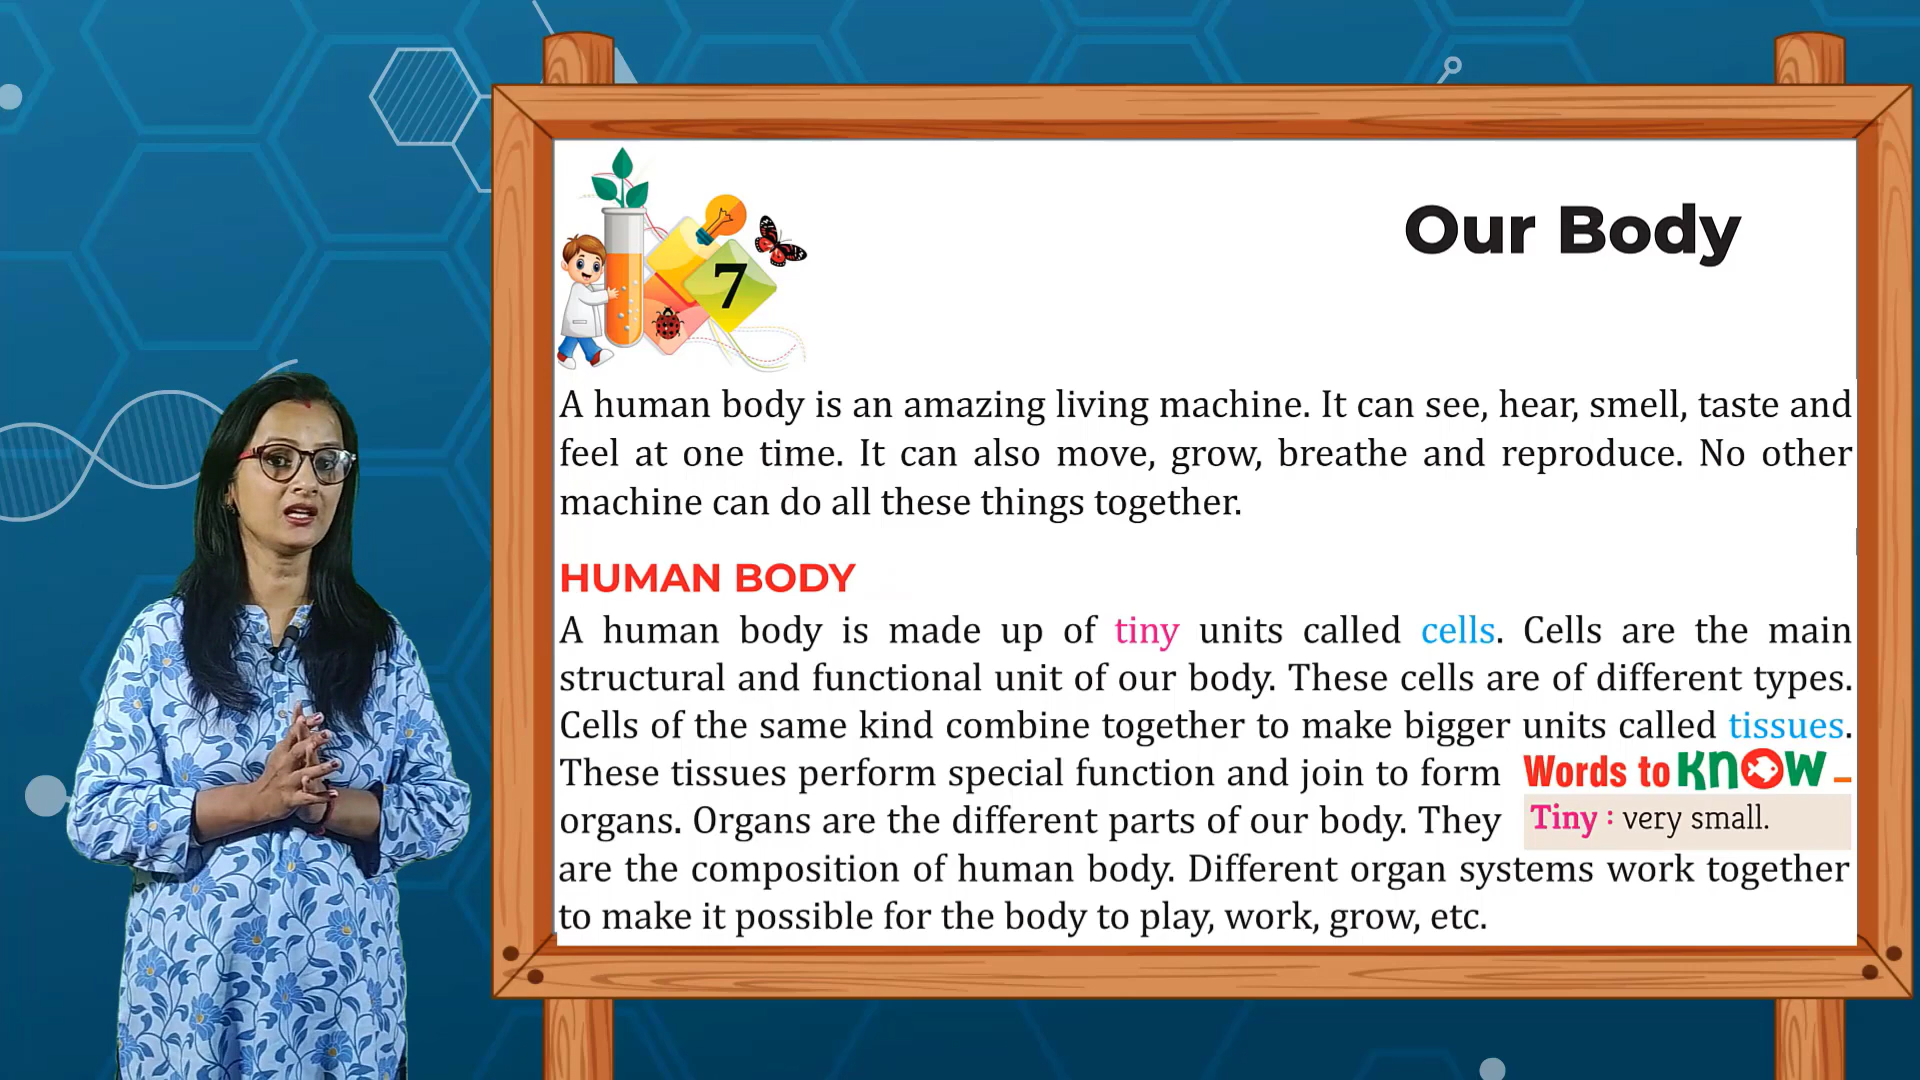 7
Our Body
A human body is an amazing living machine. It can see, hear, smell, taste and
feel at one time. It can also move, grow, breathe and reproduce. No other
machine can do all these things together.
HUMAN BODY
A human body is made up of tiny units called cells. Cells are the main
structural and functional unit of our body. These cells are of different types.
Cells of the same kind combine together to make bigger units called tissues.
These tissues perform special function and join to form
organs. Organs are the different parts of our body. They
Words to KNOW
Tiny : very small.
are the composition of human body. Different organ systems work together
to make it possible for the body to play, work, grow, etc.